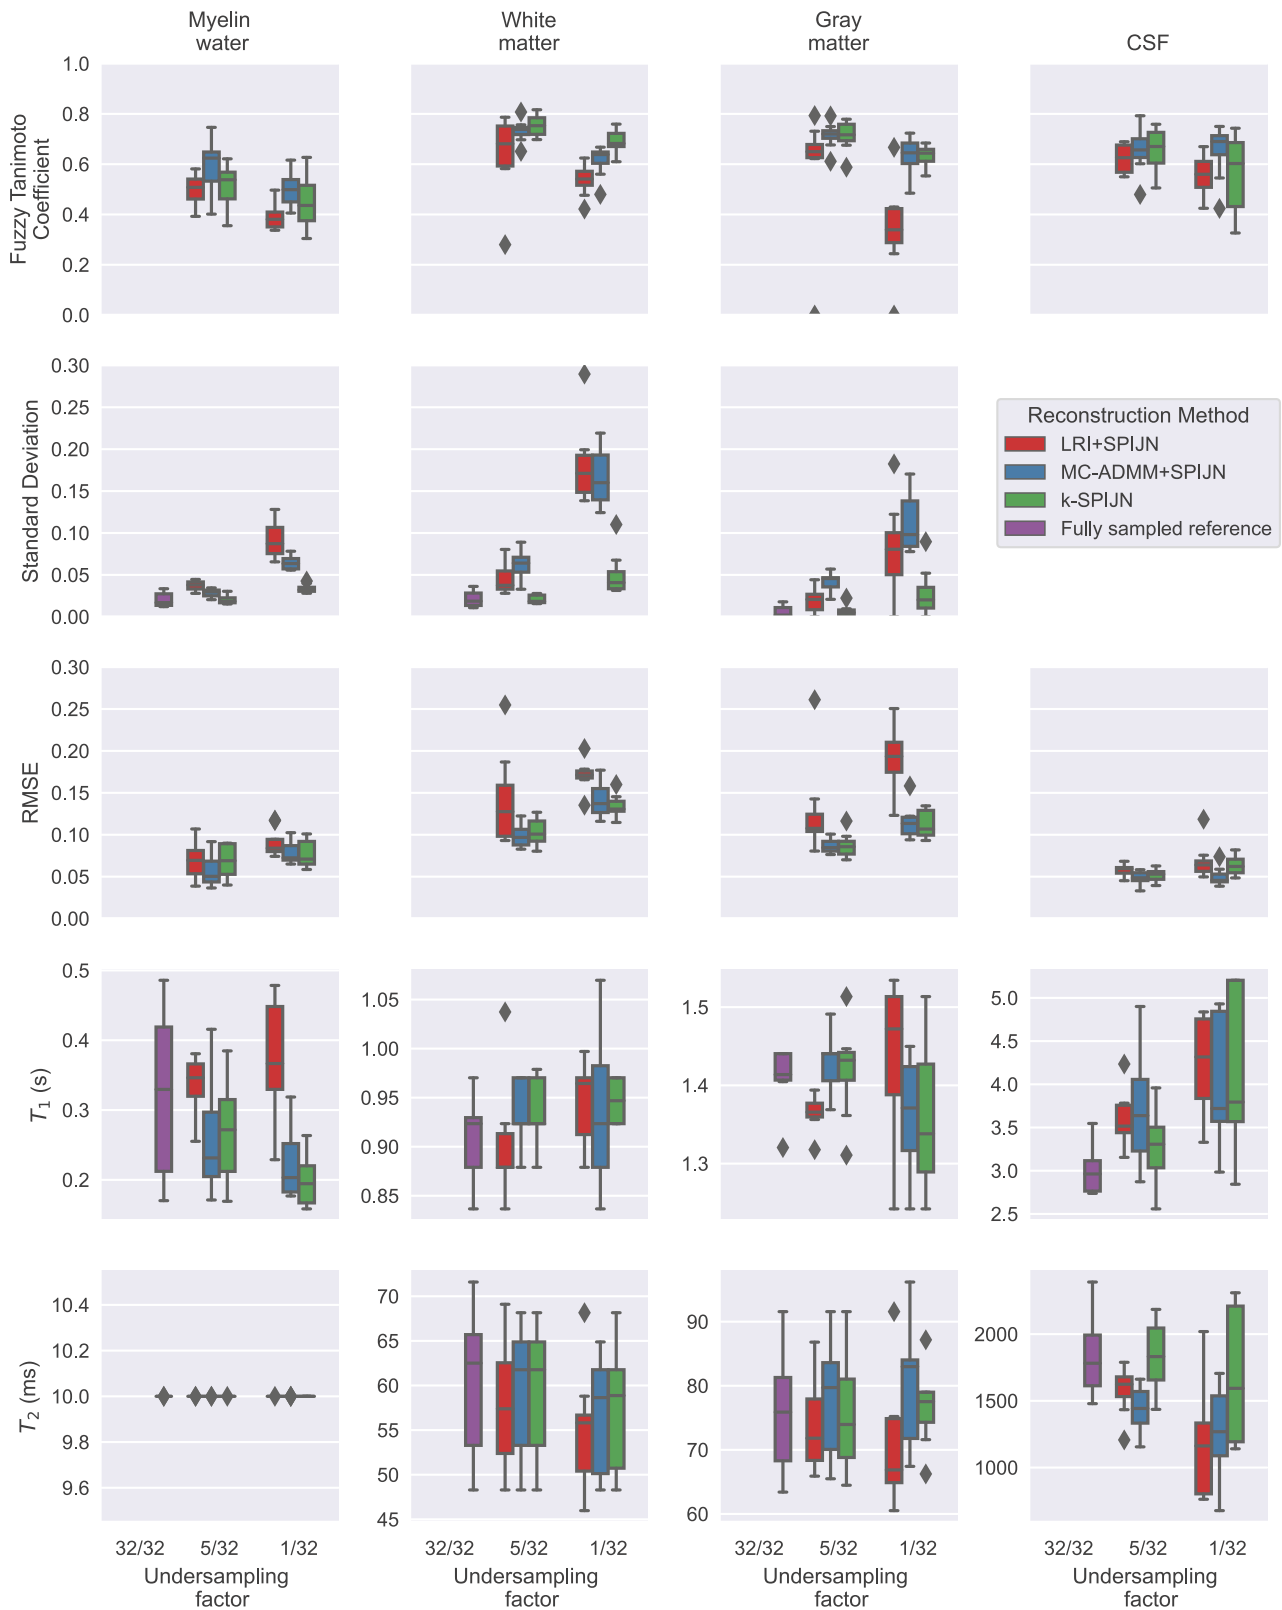 Myelin
water
White
matter
Gray
matter
CSF
Fuzzy Tanimoto
Coefficient
1.0
0.8
0.6
0.4
0.2
0.0
Standard Deviation
0.30
0.25
0.20
0.15
0.10
0.05
0.00
Reconstruction Method
LRI+SPIJN
MC-ADMM+SPIJN
k-SPIJN
Fully sampled reference
RMSE
0.30
0.25
0.20
0.15
0.10
0.05
0.00
T₁ (s)
0.5
0.4
0.3
0.2
1.05
1.00
0.95
0.90
0.85
1.5
1.4
1.3
5.0
4.5
4.0
3.5
3.0
2.5
T₂ (ms)
10.4
10.2
10.0
9.8
9.6
70
65
60
55
50
45
90
80
70
60
2000
1500
1000
32/32 5/32 1/32
Undersampling
factor
32/32 5/32 1/32
Undersampling
factor
32/32 5/32 1/32
Undersampling
factor
32/32 5/32 1/32
Undersampling
factor